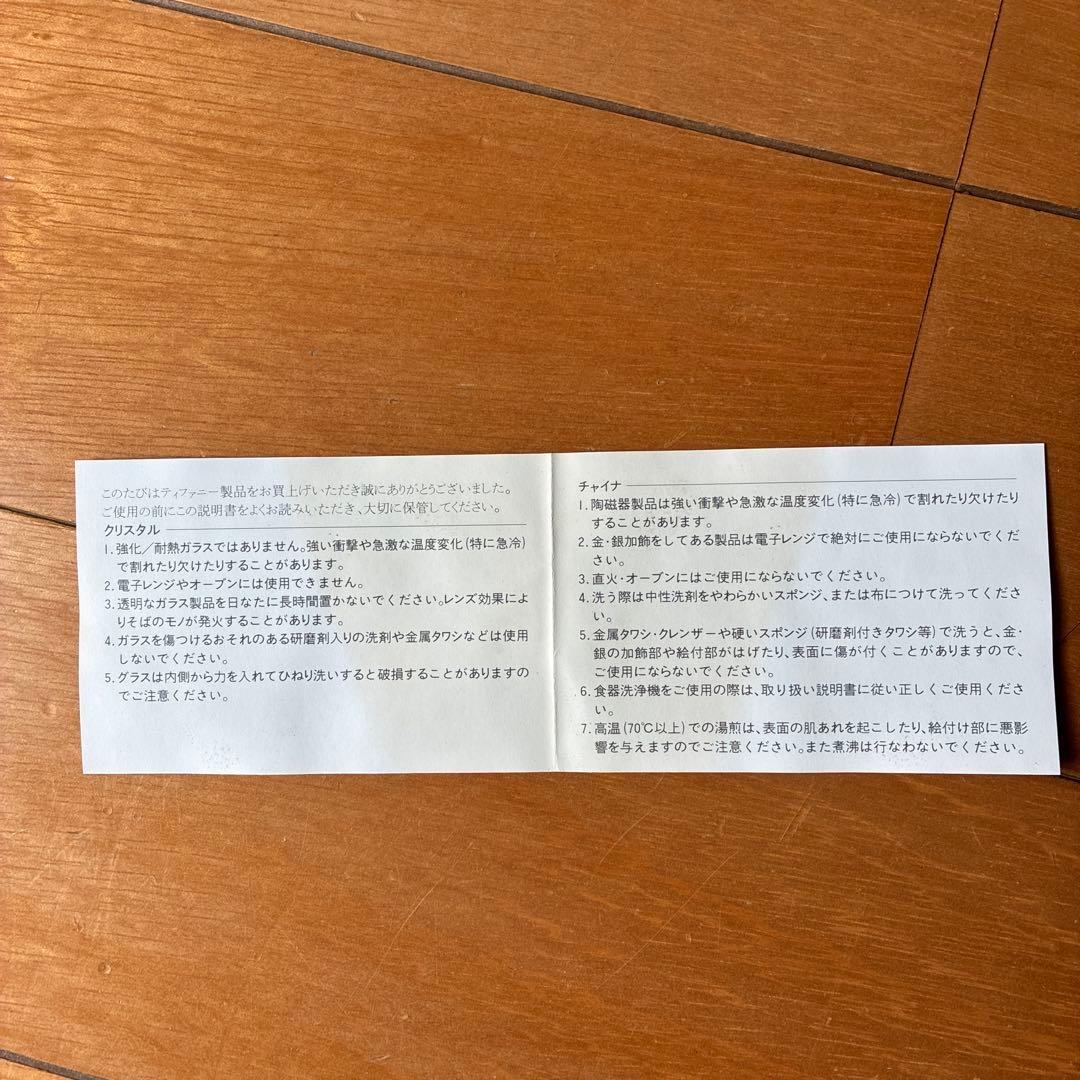 このたびはティファニー製品をお買上げいただき誠にありがとうございました。
ご使用の前にこの説明書をよくお読みいただき、大切に保管してください。
クリスタル
1. 強化／耐熱ガラスではありません。強い衝撃や急激な温度変化(特に急冷)
で割れたり欠けたりすることがあります。
2. 電子レンジやオーブンには使用できません。
3. 透明なガラス製品を日なたに長時間置かないでください。レンズ効果によ
りそばのモノが発火することがあります。
4. ガラスを傷つけるおそれのある研磨剤入りの洗剤や金属タワシなどは使用
しないでください。
5. グラスは内側から力を入れてひねり洗いすると破損することがありますの
でご注意ください。
チャイナ
1. 陶磁器製品は強い衝撃や急激な温度変化(特に急冷)で割れたり欠けたり
することがあります。
2. 金・銀加飾をしてある製品は電子レンジで絶対にご使用にならないでくだ
さい。
3. 直火・オーブンにはご使用にならないでください。
4. 洗う際は中性洗剤をやわらかいスポンジ、または布につけて洗ってくださ
い。
5. 金属タワシ・クレンザーや硬いスポンジ(研磨剤付きタワシ等)で洗うと、金・
銀の加飾部や絵付部がはげたり、表面に傷が付くことがありますので、
ご使用にならないでください。
6. 食器洗浄機をご使用の際は、取り扱い説明書に従い正しくご使用くださ
い。
7. 高温(70℃以上)での湯煎は、表面の肌あれを起こしたり、絵付け部に悪影
響を与えますのでご注意ください。また煮沸は行なわないでください。